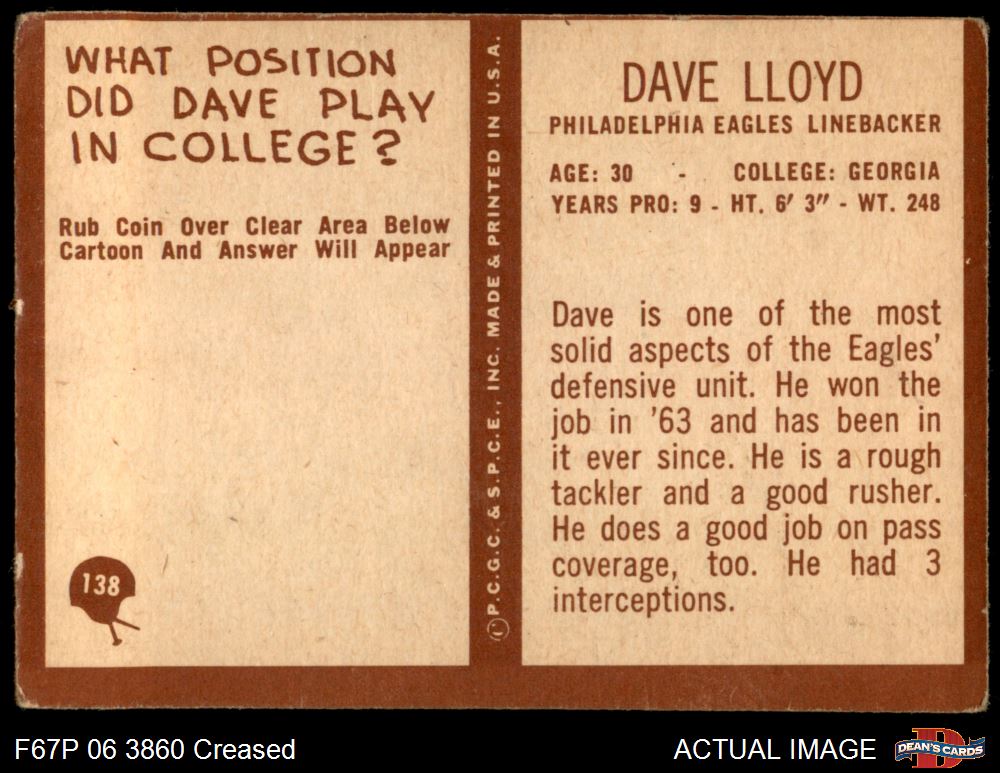 WHAT POSITION
DID DAVE PLAY
IN COLLEGE?
Rub Coin Over Clear Area Below
Cartoon And Answer Will Appear
138
© P.C.G.C. & S.P.C.E., INC. MADE & PRINTED IN U.S.A.
DAVE LLOYD
PHILADELPHIA EAGLES LINEBACKER
AGE: 30 - COLLEGE: GEORGIA
YEARS PRO: 9 - HT. 6' 3" - WT. 248
Dave is one of the most
solid aspects of the Eagles'
defensive unit. He won the
job in '63 and has been in
it ever since. He is a rough
tackler and a good rusher.
He does a good job on pass
coverage, too. He had 3
interceptions.
F67P 06 3860 Creased
ACTUAL IMAGE
DEAN'S CARDS